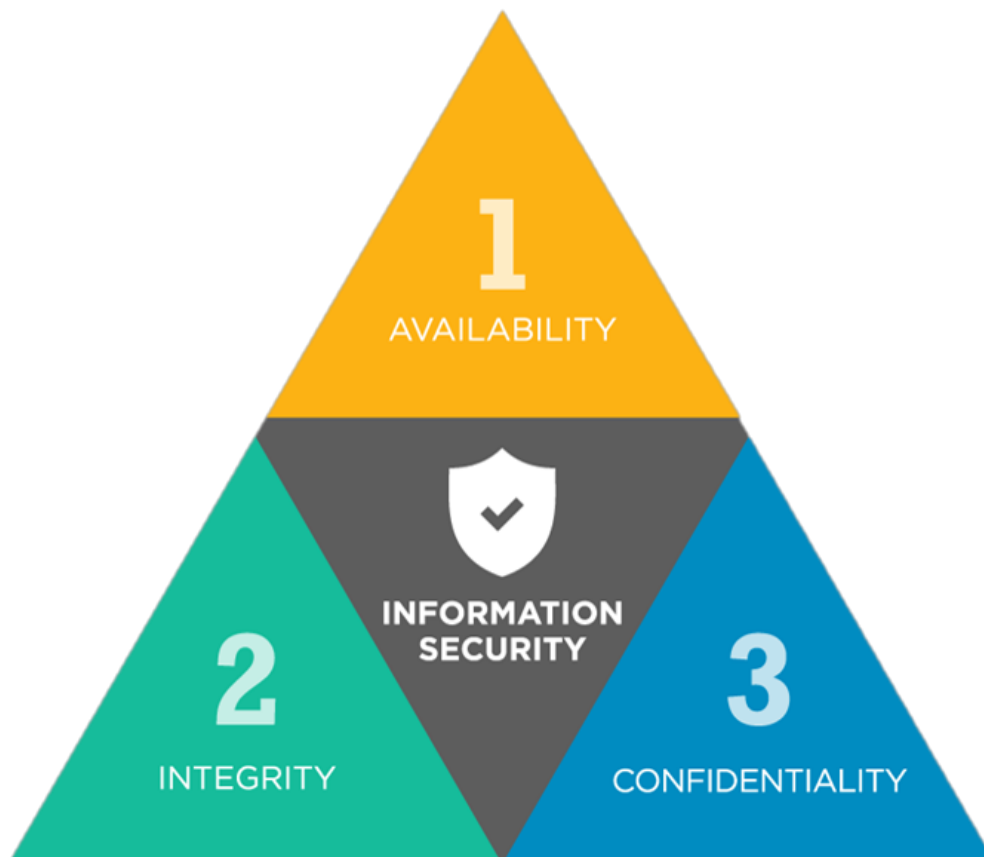 1
AVAILABILITY
INFORMATION
SECURITY
2
INTEGRITY
3
CONFIDENTIALITY